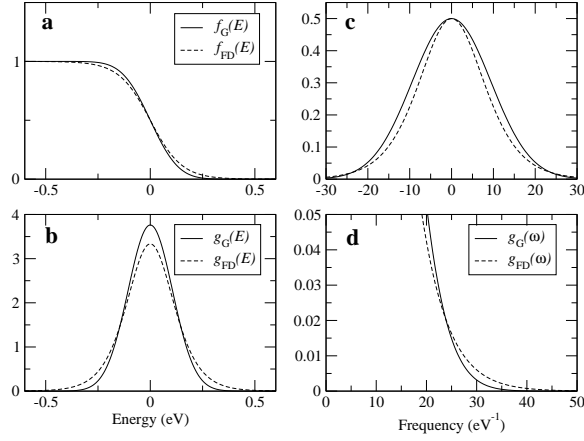 a
f_G(E)
f_FD(E)
1
0
-0.5 0 0.5
c
0.5
0.4
0.3
0.2
0.1
0
-30 -20 -10 0 10 20 30
b
g_G(E)
g_FD(E)
4
3
2
1
0
-0.5 0 0.5
Energy (eV)
d
g_G(ω)
g_FD(ω)
0.05
0.04
0.03
0.02
0.01
0
0 10 20 30 40 50
Frequency (eV⁻¹)